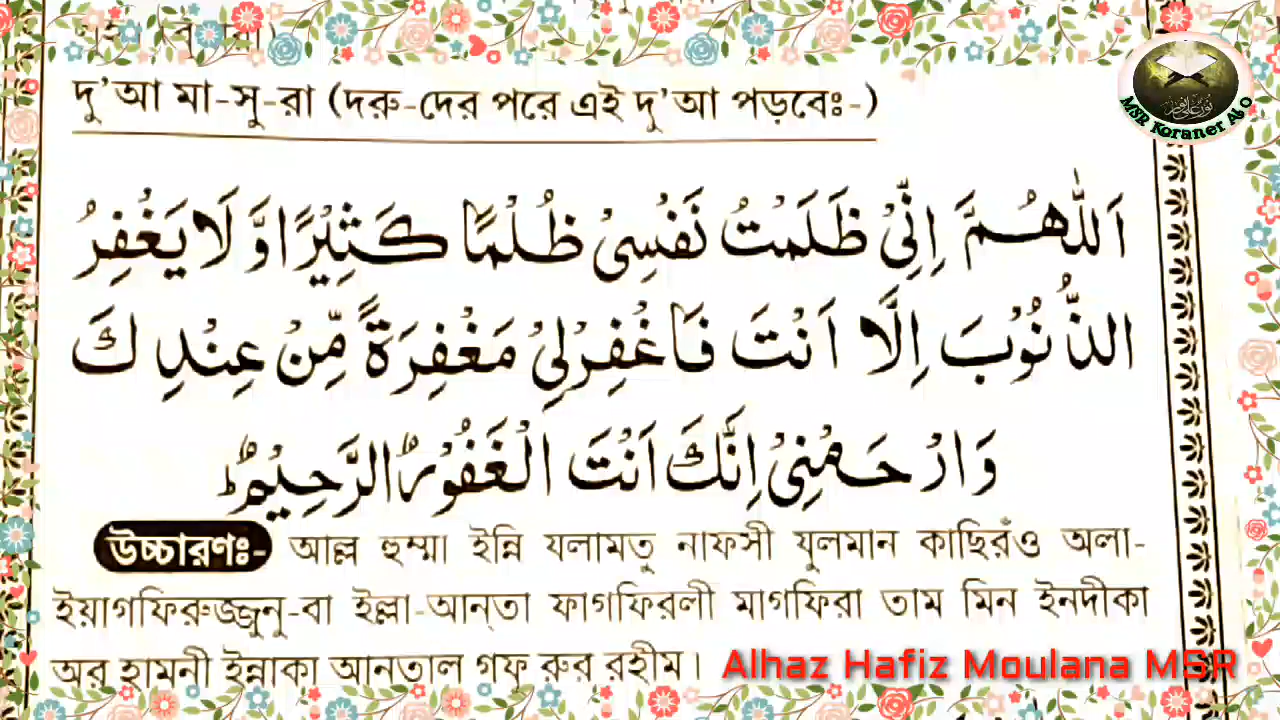 দু'আ মা-সু-রা (দরু-দের পরে এই দু'আ পড়বেঃ-)
MSR Koraner Alo
اَللّٰهُمَّ اِنِّىْ ظَلَمْتُ نَفْسِىْ ظُلْمًا كَثِيْرًا وَّ لَا يَغْفِرُ
الذُّنُوْبَ اِلَّا اَنْتَ فَاغْفِرْلِىْ مَغْفِرَةً مِّنْ عِنْدِكَ
وَارْحَمْنِىْ اِنَّكَ اَنْتَ الْغَفُوْرُ الرَّحِيْمُ ط
উচ্চারণঃ- আল্ল হুম্মা ইন্নি যলামতু নাফসী যুলমান কাছিরঁও অলা-
ইয়াগফিরুজ্জুনু-বা ইল্লা-আন্তা ফাগফিরলী মাগফিরা তাম মিন ইনদীকা
অর হামনী ইন্নাকা আনতাল গফু রুর রহীম।
Alhaz Hafiz Moulana MSR